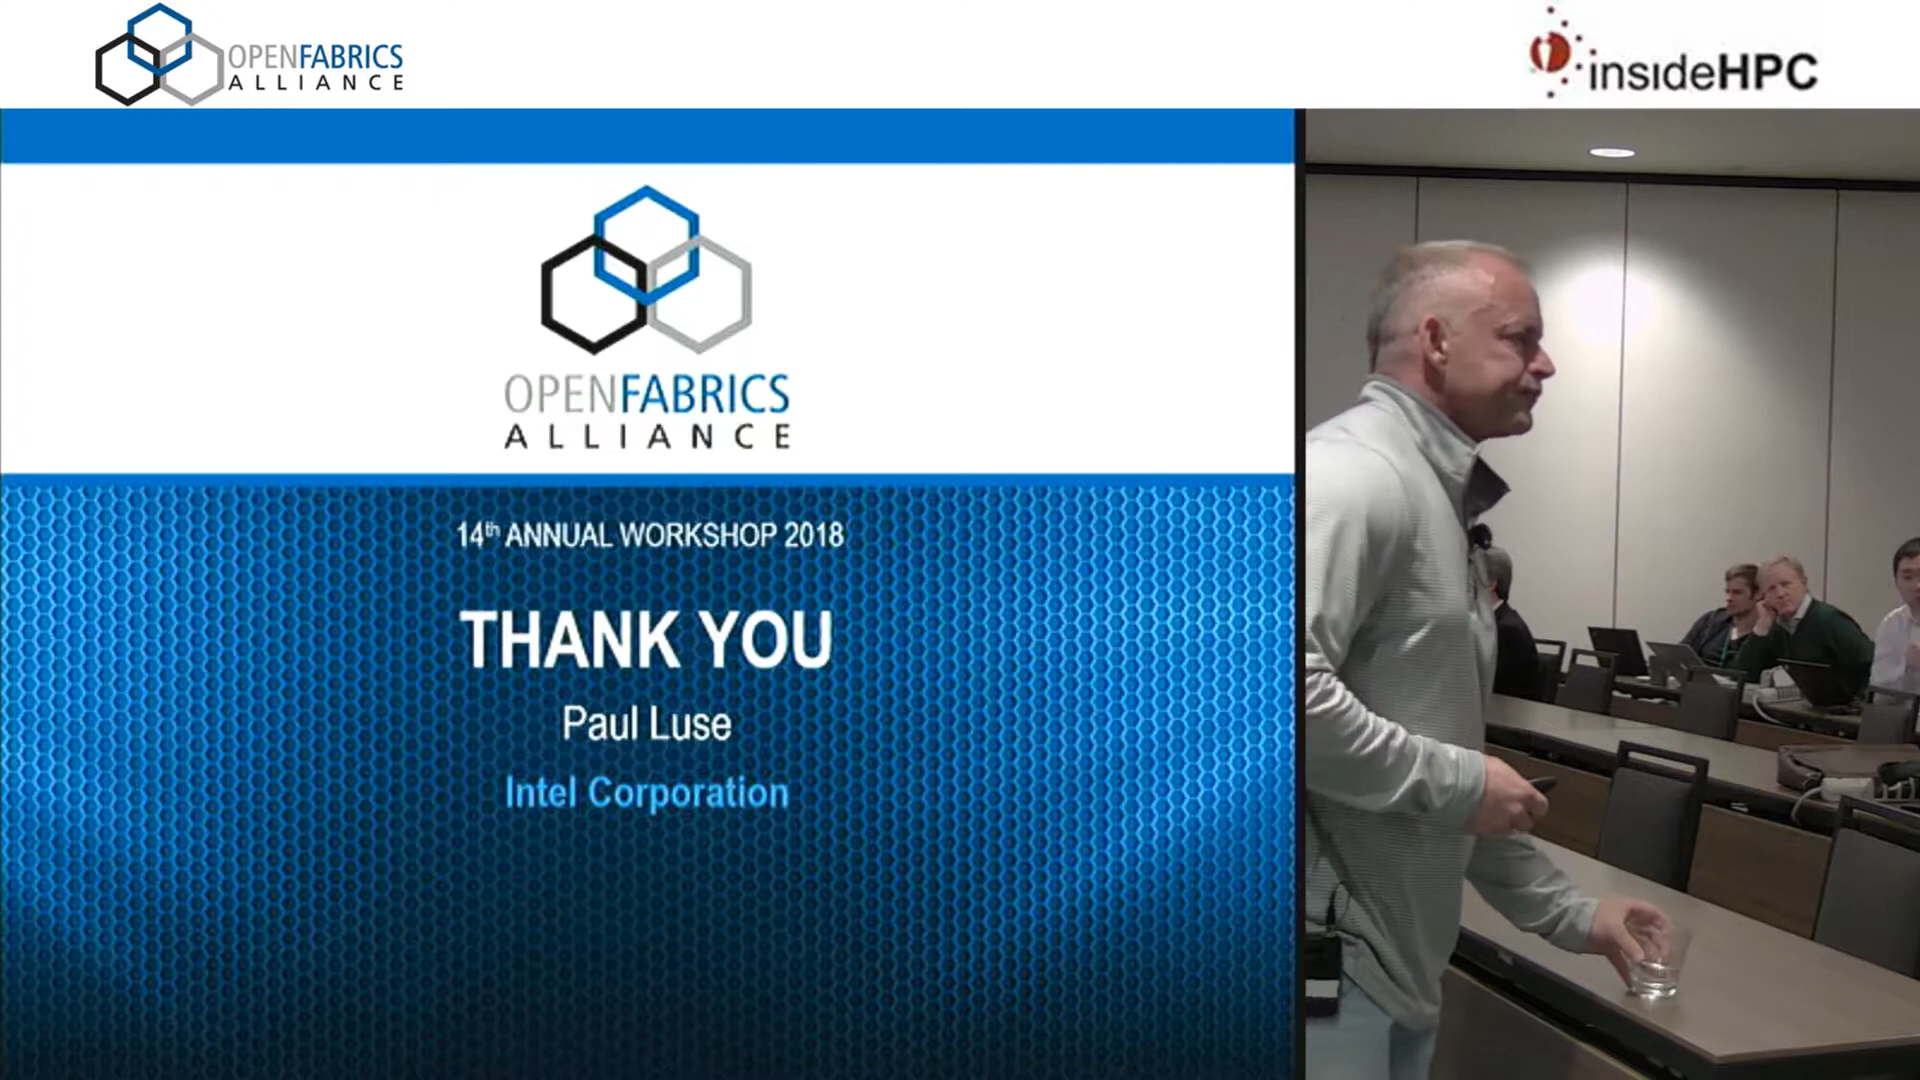 OPENFABRICS
ALLIANCE
insideHPC
OPENFABRICS
ALLIANCE
14th ANNUAL WORKSHOP 2018
THANK YOU
Paul Luse
Intel Corporation